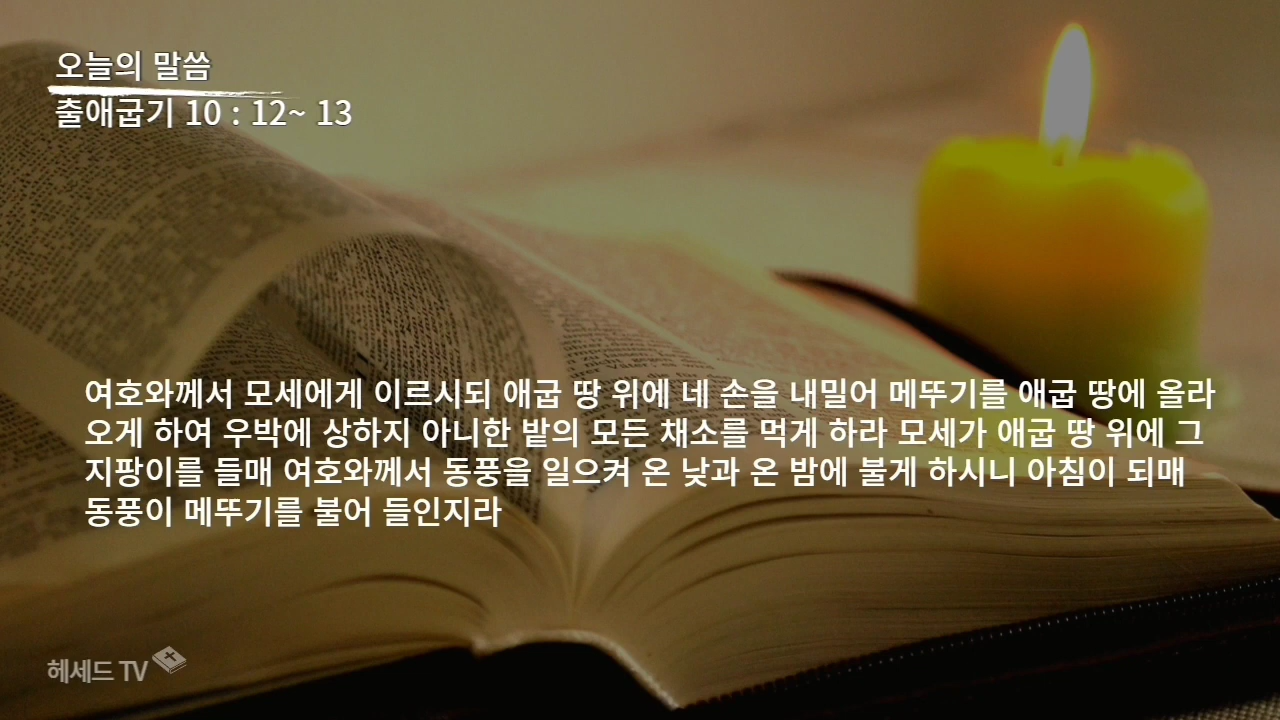 오늘의 말씀
출애굽기 10 : 12~ 13
여호와께서 모세에게 이르시되 애굽 땅 위에 네 손을 내밀어 메뚜기를 애굽 땅에 올라
오게 하여 우박에 상하지 아니한 밭의 모든 채소를 먹게 하라 모세가 애굽 땅 위에 그
지팡이를 들매 여호와께서 동풍을 일으켜 온 낮과 온 밤에 불게 하시니 아침이 되매
동풍이 메뚜기를 불어 들인지라
헤세드 TV